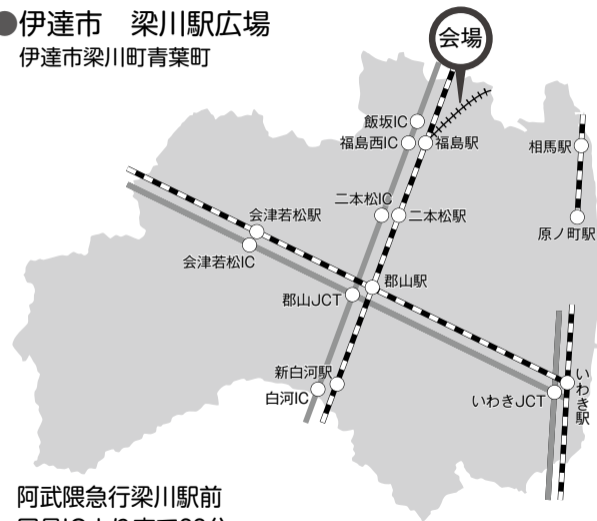 ●伊達市　梁川駅広場
伊達市梁川町青葉町
会場
飯坂IC
福島西IC
福島駅
相馬駅
二本松IC
二本松駅
原ノ町駅
会津若松駅
会津若松IC
郡山駅
郡山JCT
新白河駅
白河IC
いわきJCT
いわき駅
阿武隈急行梁川駅前